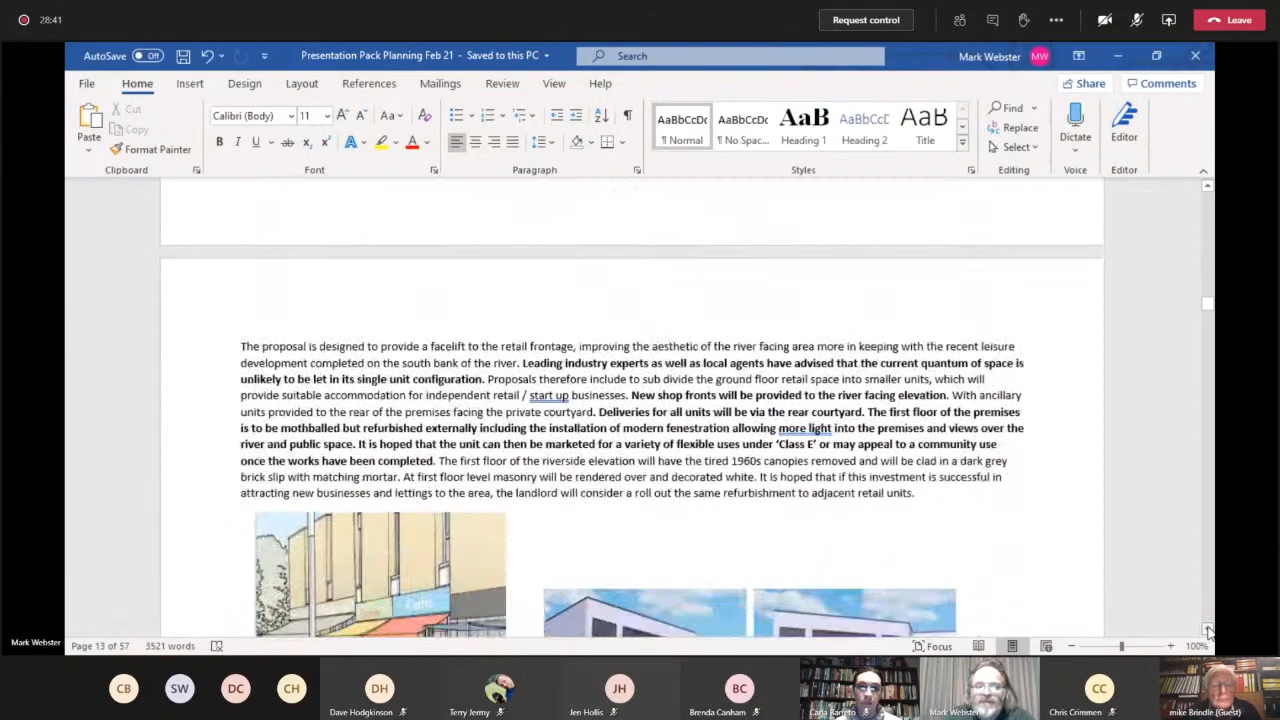 28:41
Request control
Leave
AutoSave Off
Presentation Pack Planning Feb 21 - Saved to this PC
Search
Mark Webster
MW
File Home Insert Draw Design Layout References Mailings Review View Help
Share
Comments
Paste
Cut
Copy
Format Painter
Calibri (Body)
11
AaBbCcDc
AaBbCcDc
AaB
AaBbCcC
AaB
¶ Normal
¶ No Spac...
Heading 1
Heading 2
Title
Find
Replace
Select
Dictate
Editor
Clipboard
Font
Paragraph
Styles
Editing
Voice
Editor
The proposal is designed to provide a facelift to the retail frontage, improving the aesthetic of the river facing area more in keeping with the recent leisure
development completed on the south bank of the river. Leading industry experts as well as local agents have advised that the current quantum of space is
unlikely to be let in its single unit configuration. Proposals therefore include to sub divide the ground floor retail space into smaller units, which will
provide suitable accommodation for independent retail / start up businesses. New shop fronts will be provided to the river facing elevation. With ancillary
units provided to the rear of the premises facing the private courtyard. Deliveries for all units will be via the rear courtyard. The first floor of the premises
is to be mothballed but refurbished externally including the installation of modern fenestration allowing more light into the premises and views over the
river and public space. It is hoped that the unit can then be marketed for a variety of flexible uses under ‘Class E’ or may appeal to a community use
once the works have been completed. The first floor of the riverside elevation will have the tired 1960s canopies removed and will be clad in a dark grey
brick slip with matching mortar. At first floor level masonry will be rendered over and decorated white. It is hoped that if this investment is successful in
attracting new businesses and lettings to the area, the landlord will consider a roll out the same refurbishment to adjacent retail units.
Mark Webster
Page 13 of 57
3521 words
Focus
100%
CB
SW
DC
CH
DH
JH
BC
CC
Dave Hodgkinson
Terry Jermy
Jen Hollis
Brenda Canham
Carla Barreto
Mark Webster
Chris Crimmen
mike Brindle (Guest)